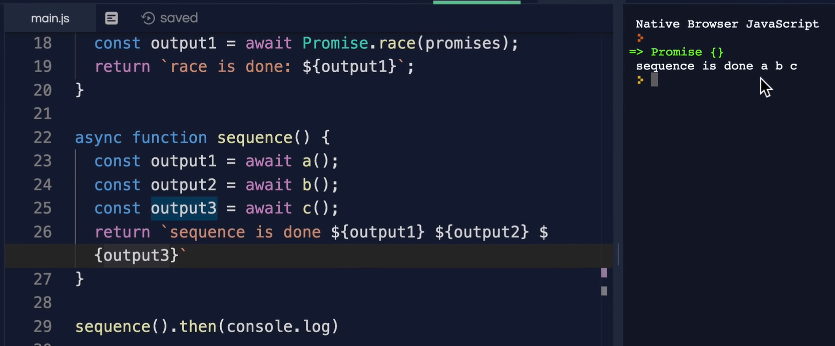 main.js
saved
18 const output1 = await Promise.race(promises);
19 return `race is done: ${output1}`;
20 }
21
22 async function sequence() {
23 const output1 = await a();
24 const output2 = await b();
25 const output3 = await c();
26 return `sequence is done ${output1} ${output2} $
{output3}`
27 }
28
29 sequence().then(console.log)
Native Browser JavaScript
=> Promise {}
sequence is done a b c